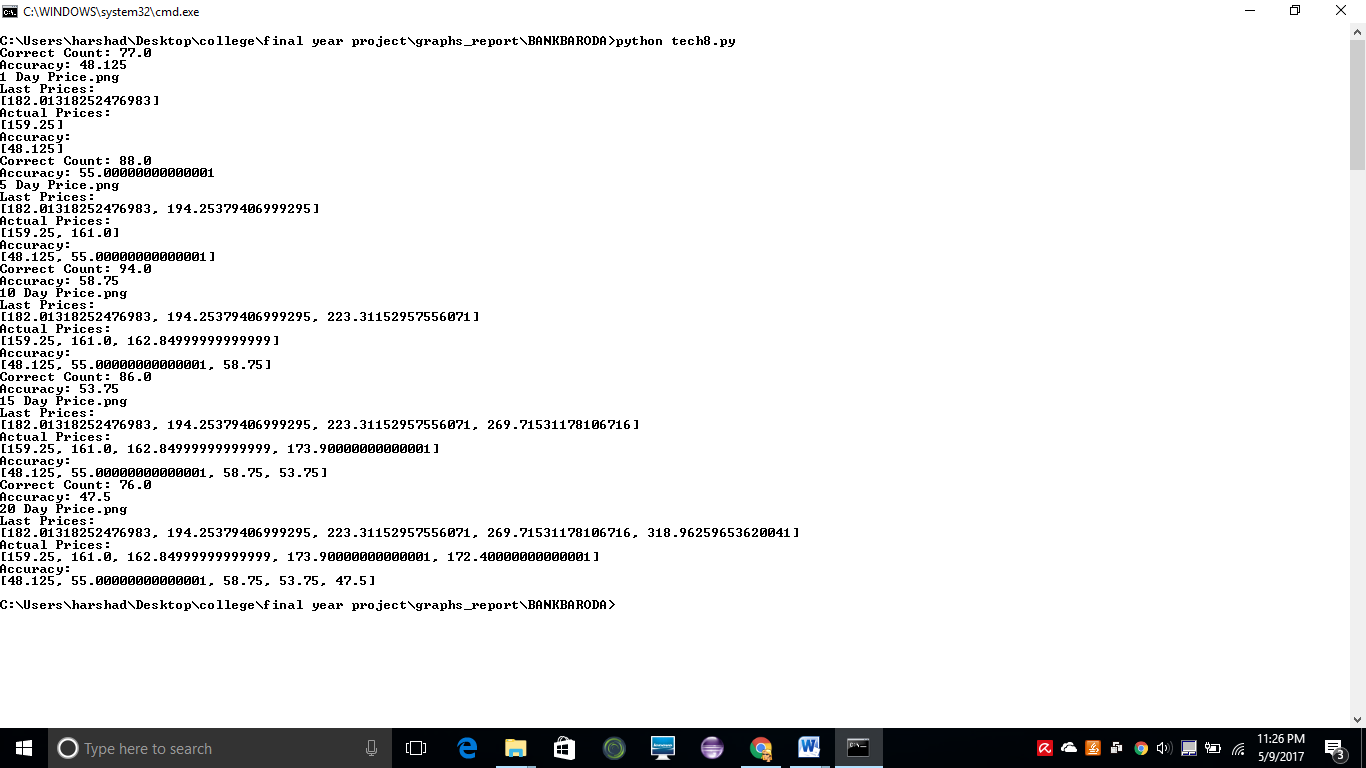 C:\WINDOWS\system32\cmd.exe
C:\Users\harshad\Desktop\college\final year project\graphs_report\BANKBARODA>python tech8.py
Correct Count: 77.0
Accuracy: 48.125
1 Day Price.png
Last Prices:
[182.01318252476983]
Actual Prices:
[159.25]
Accuracy:
[48.125]
Correct Count: 88.0
Accuracy: 55.00000000000001
5 Day Price.png
Last Prices:
[182.01318252476983, 194.25379406999295]
Actual Prices:
[159.25, 161.0]
Accuracy:
[48.125, 55.00000000000001]
Correct Count: 94.0
Accuracy: 58.75
10 Day Price.png
Last Prices:
[182.01318252476983, 194.25379406999295, 223.31152957556071]
Actual Prices:
[159.25, 161.0, 162.84999999999999]
Accuracy:
[48.125, 55.00000000000001, 58.75]
Correct Count: 86.0
Accuracy: 53.75
15 Day Price.png
Last Prices:
[182.01318252476983, 194.25379406999295, 223.31152957556071, 269.71531178106716]
Actual Prices:
[159.25, 161.0, 162.84999999999999, 173.90000000000001]
Accuracy:
[48.125, 55.00000000000001, 58.75, 53.75]
Correct Count: 76.0
Accuracy: 47.5
20 Day Price.png
Last Prices:
[182.01318252476983, 194.25379406999295, 223.31152957556071, 269.71531178106716, 318.96259653620041]
Actual Prices:
[159.25, 161.0, 162.84999999999999, 173.90000000000001, 172.40000000000001]
Accuracy:
[48.125, 55.00000000000001, 58.75, 53.75, 47.5]
C:\Users\harshad\Desktop\college\final year project\graphs_report\BANKBARODA>
Type here to search
11:26 PM
5/9/2017
3